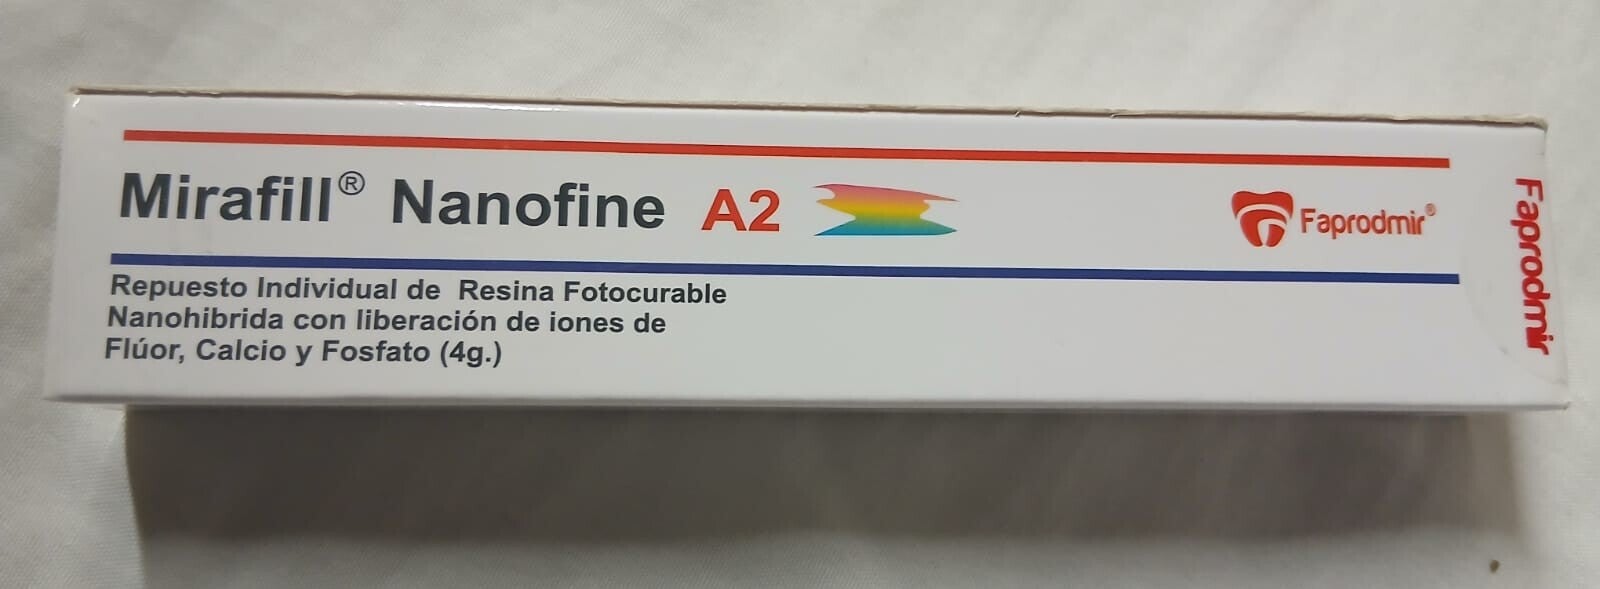 Mirafill® Nanofine A2
Faprodmir®
Faprodmir
Repuesto Individual de Resina Fotocurable
Nanohibrida con liberación de iones de
Flúor, Calcio y Fosfato (4g.)